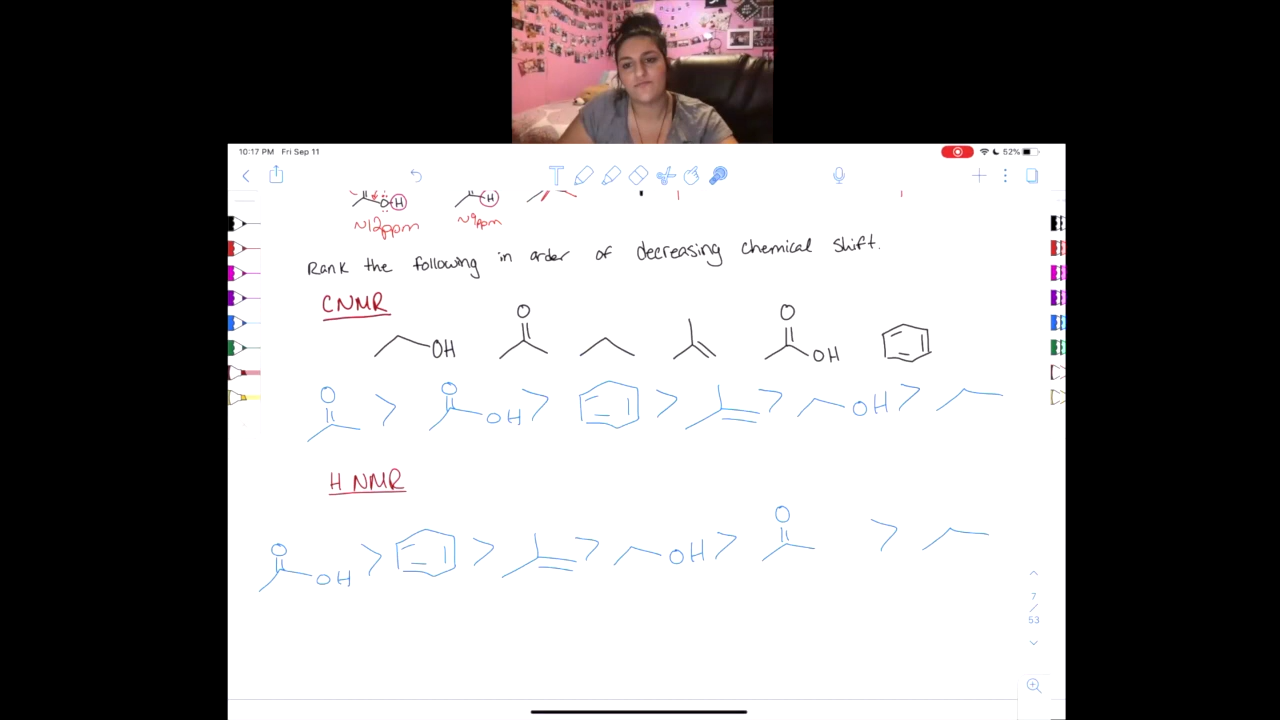 10:17 PM Fri Sep 11
52%
T
O H H
~12ppm ~9ppm
Rank the following in order of decreasing chemical shift.
CNMR
O O
OH OH
O > O OH > > > OH >
H NMR
O OH > > > OH > O >
7
/
53